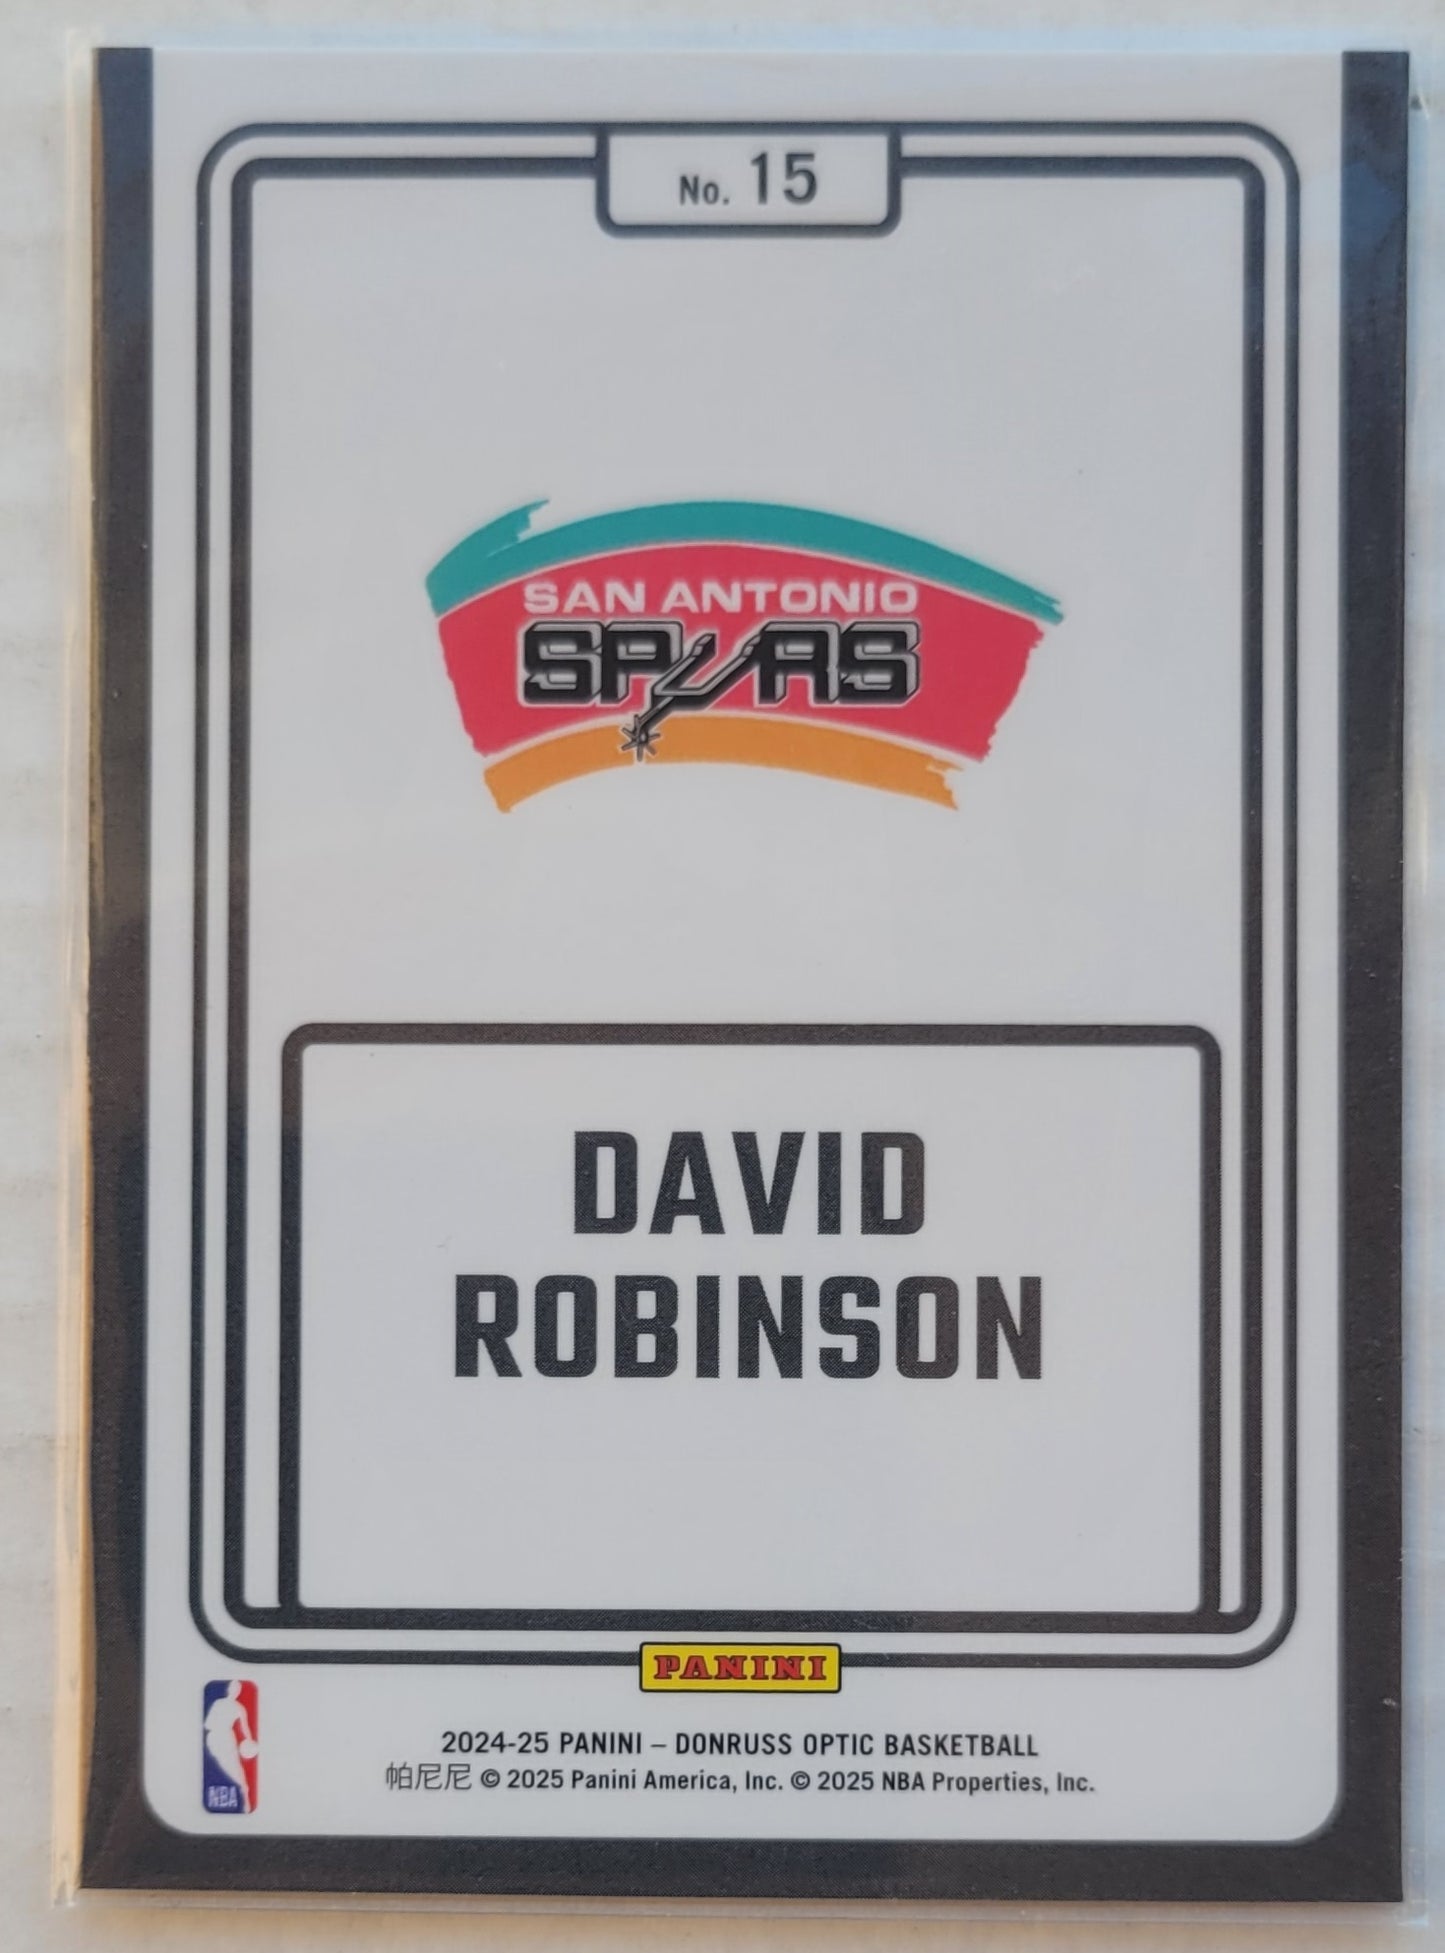 No. 15
SAN ANTONIO
SPURS
DAVID
ROBINSON
PANINI
2024-25 PANINI – DONRUSS OPTIC BASKETBALL
帕尼尼 © 2025 Panini America, Inc. © 2025 NBA Properties, Inc.
NBA